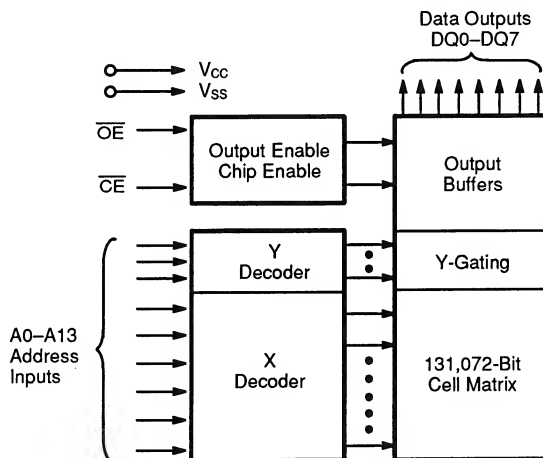 Data Outputs
DQ0–DQ7
VCC
VSS
OE
CE
Output Enable
Chip Enable
Output
Buffers
Y
Decoder
Y-Gating
A0–A13
Address
Inputs
X
Decoder
131,072-Bit
Cell Matrix